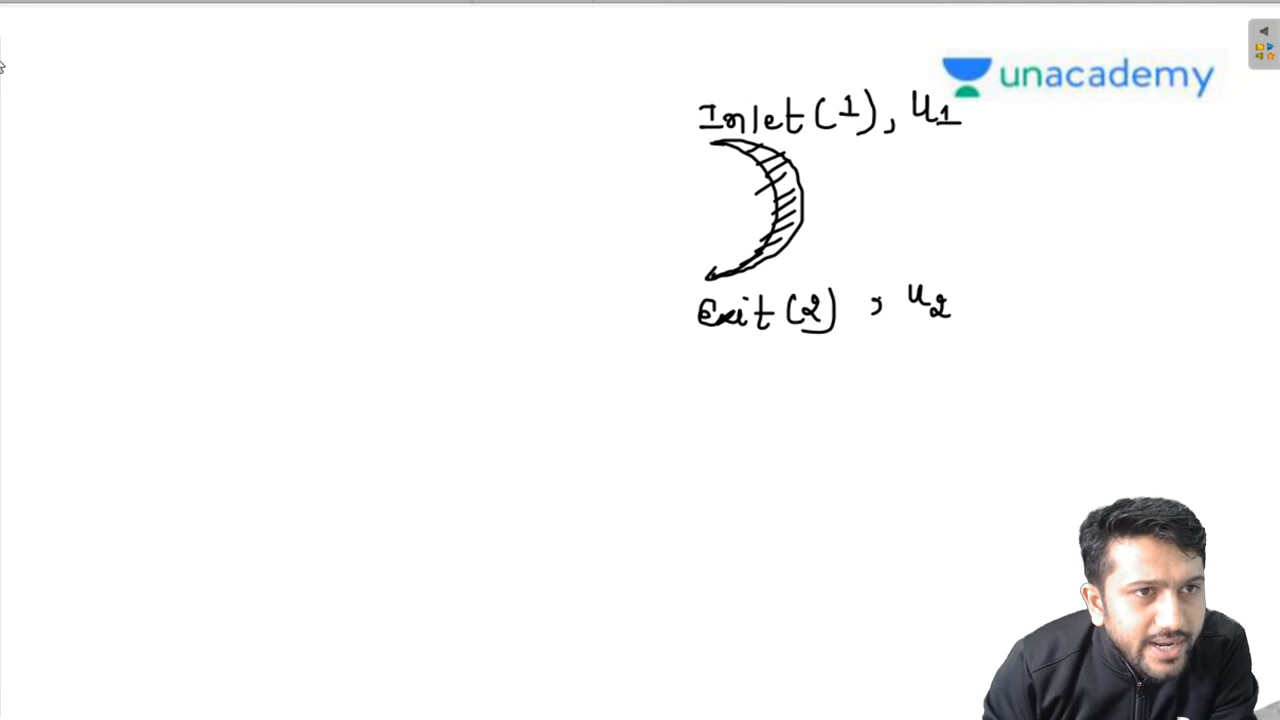 unacademy
Inlet (1), u1
Exit (2) , u2